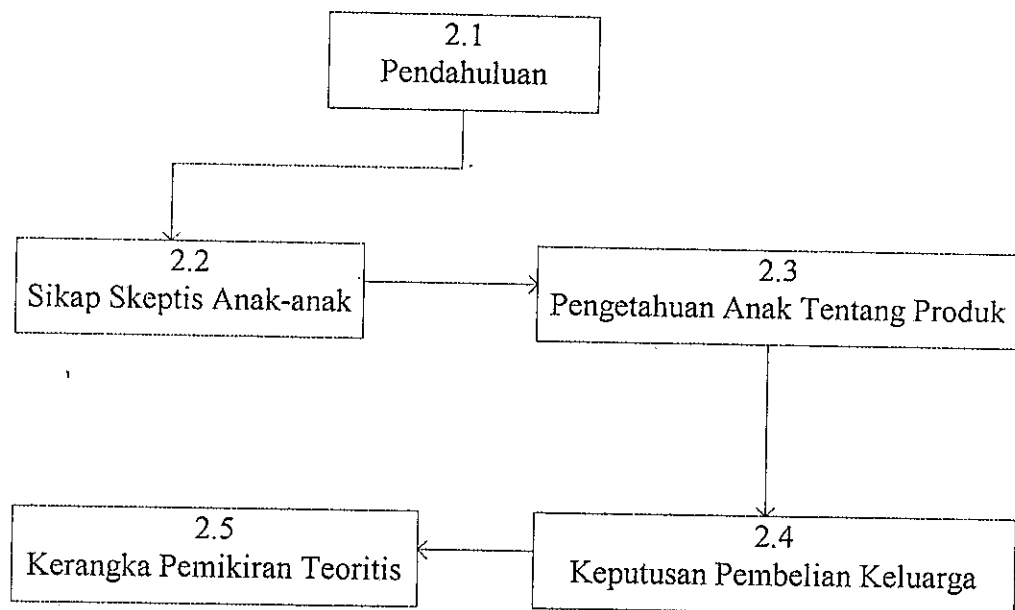 2.1
Pendahuluan
2.2
Sikap Skeptis Anak-anak
2.3
Pengetahuan Anak Tentang Produk
2.4
Keputusan Pembelian Keluarga
2.5
Kerangka Pemikiran Teoritis